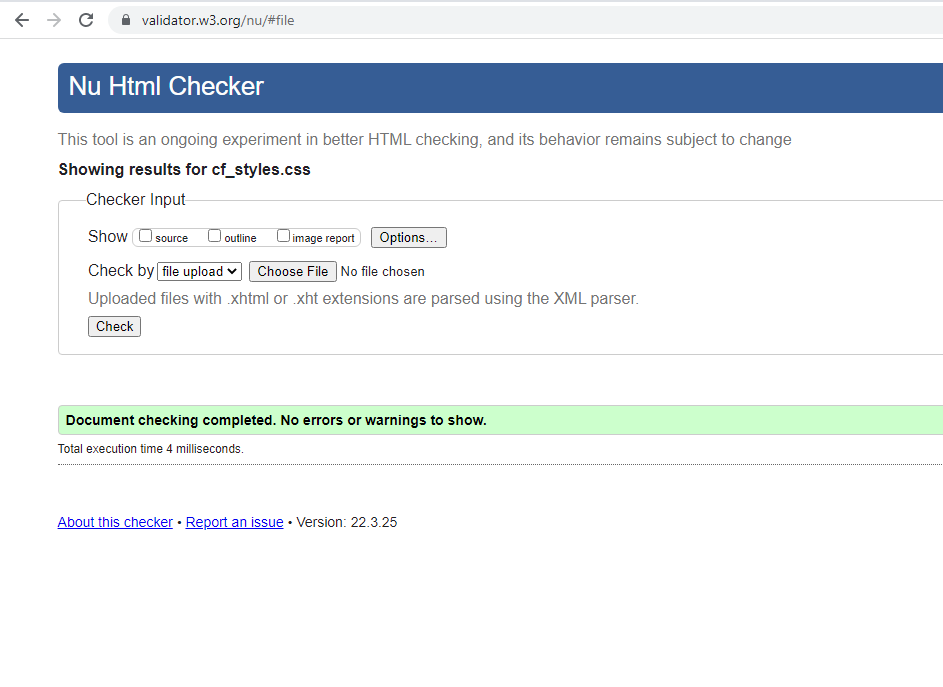 validator.w3.org/nu/#file
Nu Html Checker
This tool is an ongoing experiment in better HTML checking, and its behavior remains subject to change
Showing results for cf_styles.css
Checker Input
Show source outline image report Options...
Check by file upload Choose File No file chosen
Uploaded files with .xhtml or .xht extensions are parsed using the XML parser.
Check
Document checking completed. No errors or warnings to show.
Total execution time 4 milliseconds.
About this checker • Report an issue • Version: 22.3.25